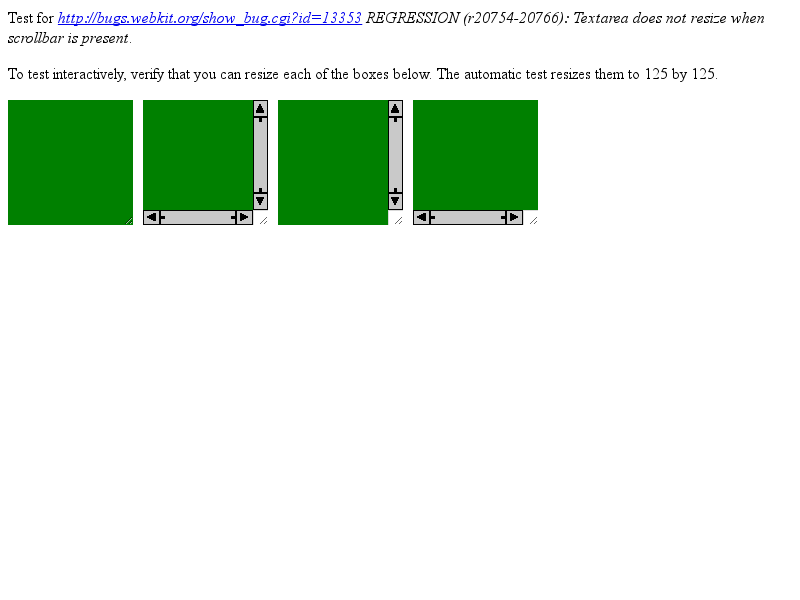 Test for http://bugs.webkit.org/show_bug.cgi?id=13353 REGRESSION (r20754-20766): Textarea does not resize when
scrollbar is present.
To test interactively, verify that you can resize each of the boxes below. The automatic test resizes them to 125 by 125.